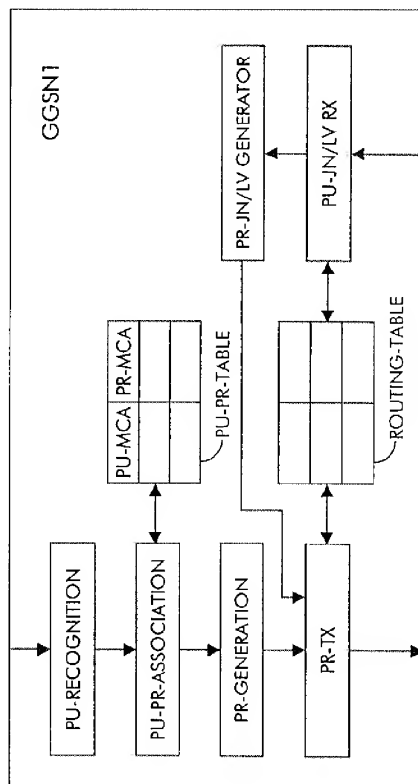 GGSN1
PU-RECOGNITION
PU-PR-ASSOCIATION
PU-MCA PR-MCA
PU-PR-TABLE
PR-GENERATION
PR-JN/LV GENERATOR
PR-TX
ROUTING-TABLE
PU-JN/LV RX